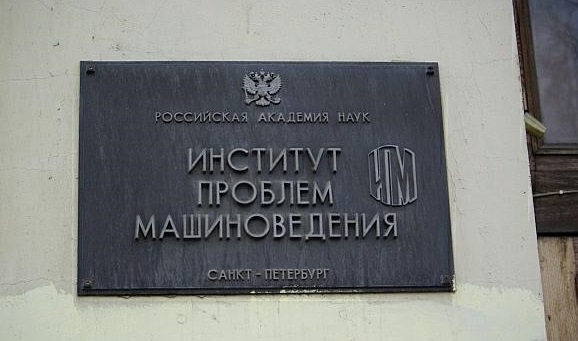 РОССИЙСКАЯ АКАДЕМИЯ НАУК
ИНСТИТУТ
ПРОБЛЕМ
МАШИНОВЕДЕНИЯ
САНКТ - ПЕТЕРБУРГ